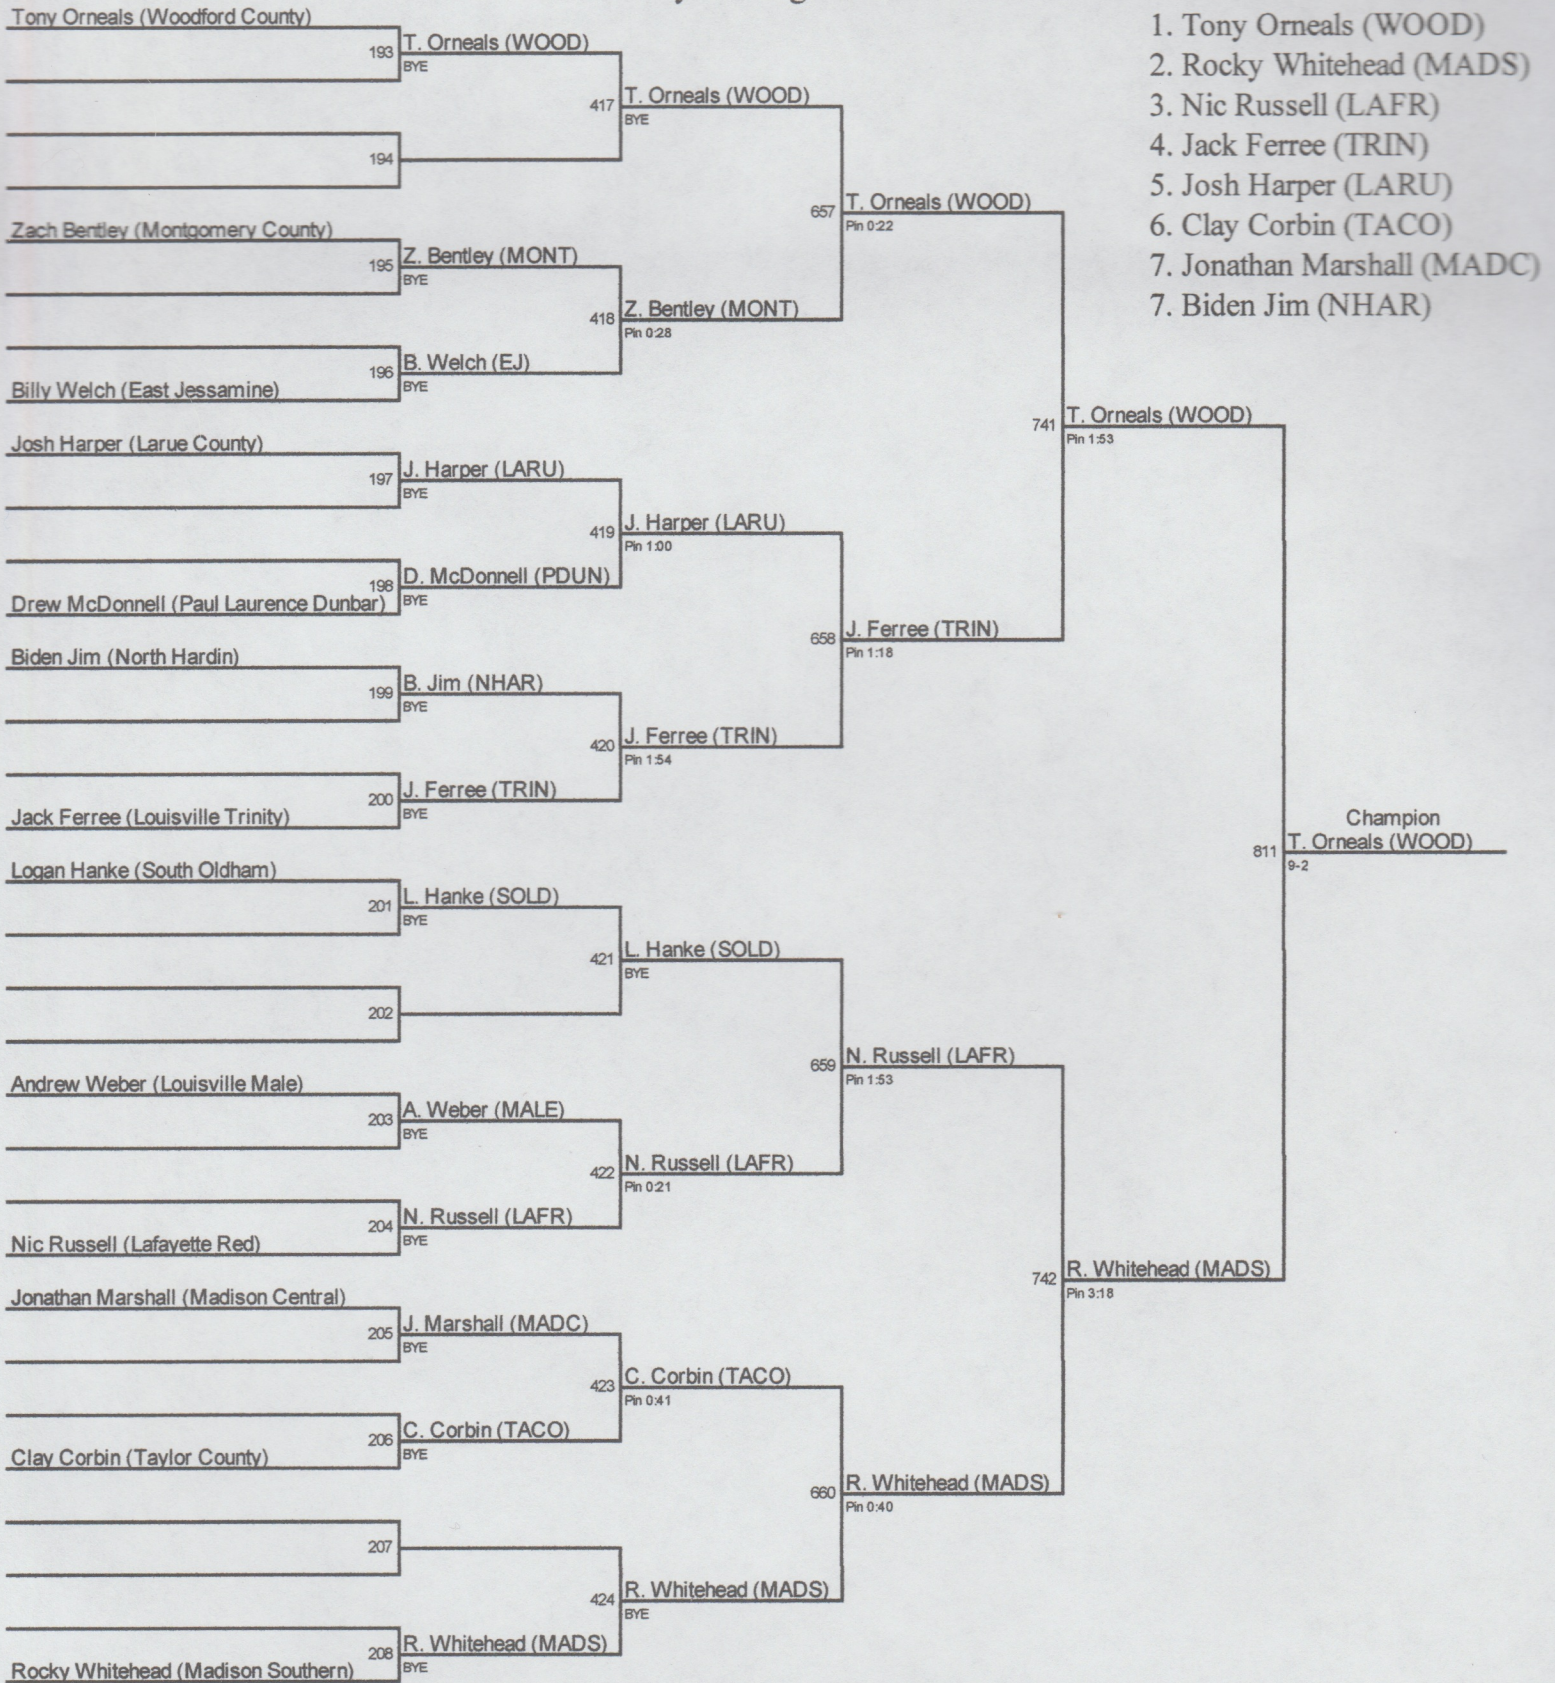 Tony Orneals (Woodford County)
193 T. Orneals (WOOD)
BYE
417 T. Orneals (WOOD)
BYE
194
657 T. Orneals (WOOD)
Pin 0:22
Zach Bentley (Montgomery County)
195 Z. Bentley (MONT)
BYE
418 Z. Bentley (MONT)
Pin 0:28
196 B. Welch (EJ)
BYE
Billy Welch (East Jessamine)
741 T. Orneals (WOOD)
Pin 1:53
Josh Harper (Larue County)
197 J. Harper (LARU)
BYE
419 J. Harper (LARU)
Pin 1:00
198 D. McDonnell (PDUN)
BYE
Drew McDonnell (Paul Laurence Dunbar)
658 J. Ferree (TRIN)
Pin 1:18
Biden Jim (North Hardin)
199 B. Jim (NHAR)
BYE
420 J. Ferree (TRIN)
Pin 1:54
200 J. Ferree (TRIN)
BYE
Jack Ferree (Louisville Trinity)
Champion
811 T. Orneals (WOOD)
9-2
Logan Hanke (South Oldham)
201 L. Hanke (SOLD)
BYE
421 L. Hanke (SOLD)
BYE
202
659 N. Russell (LAFR)
Pin 1:53
Andrew Weber (Louisville Male)
203 A. Weber (MALE)
BYE
422 N. Russell (LAFR)
Pin 0:21
204 N. Russell (LAFR)
BYE
Nic Russell (Lafayette Red)
742 R. Whitehead (MADS)
Pin 3:18
Jonathan Marshall (Madison Central)
205 J. Marshall (MADC)
BYE
423 C. Corbin (TACO)
Pin 0:41
206 C. Corbin (TACO)
BYE
Clay Corbin (Taylor County)
660 R. Whitehead (MADS)
Pin 0:40
207
424 R. Whitehead (MADS)
BYE
208 R. Whitehead (MADS)
BYE
Rocky Whitehead (Madison Southern)
1. Tony Orneals (WOOD)
2. Rocky Whitehead (MADS)
3. Nic Russell (LAFR)
4. Jack Ferree (TRIN)
5. Josh Harper (LARU)
6. Clay Corbin (TACO)
7. Jonathan Marshall (MADC)
7. Biden Jim (NHAR)